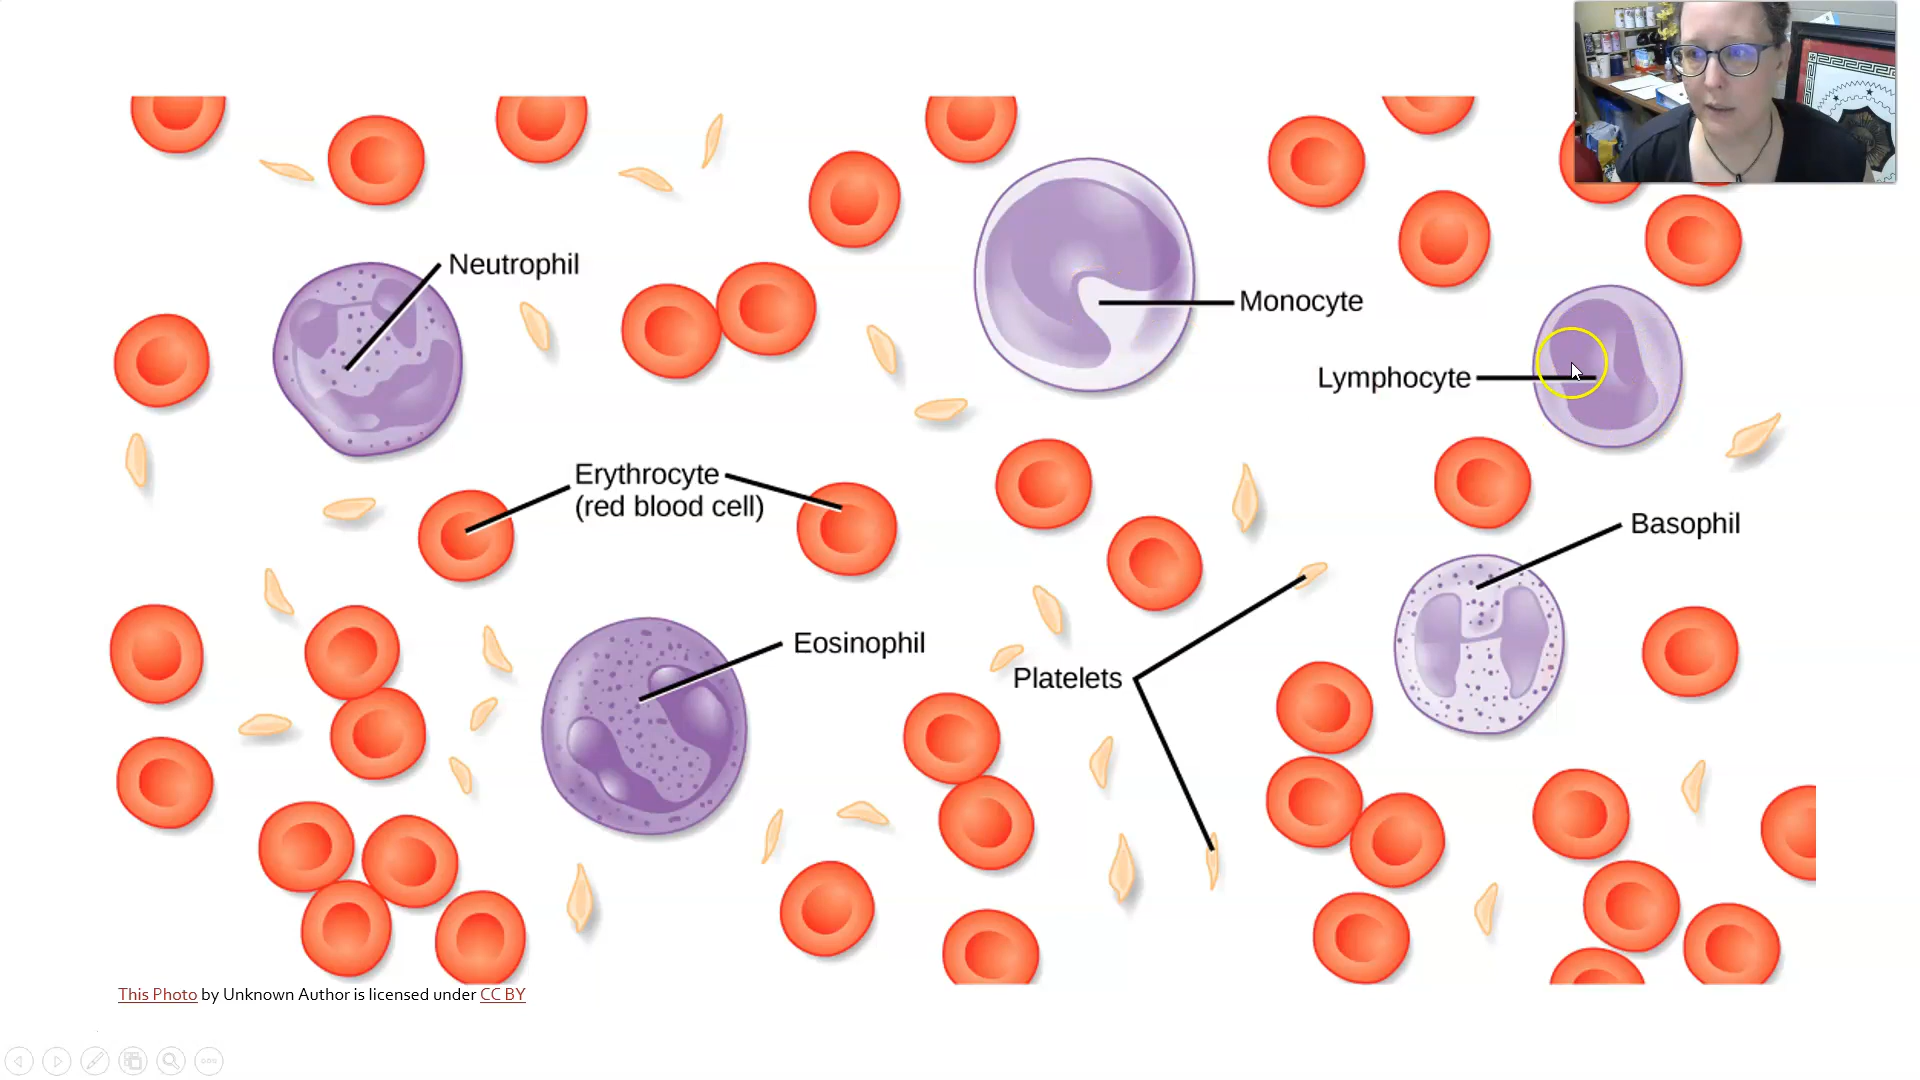 Neutrophil
Monocyte
Lymphocyte
Erythrocyte
(red blood cell)
Basophil
Eosinophil
Platelets
This Photo by Unknown Author is licensed under CC BY